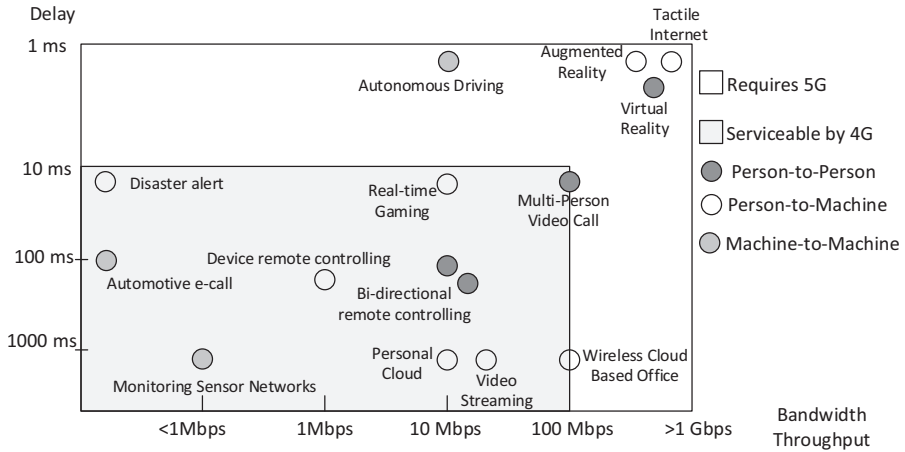 Delay
Tactile
Internet
1 ms
Augmented
Reality
Autonomous Driving
Virtual
Reality
Requires 5G
Serviceable by 4G
Person-to-Person
Person-to-Machine
Machine-to-Machine
10 ms
Disaster alert
Real-time
Gaming
Multi-Person
Video Call
100 ms
Device remote controlling
Automotive e-call
Bi-directional
remote controlling
1000 ms
Personal
Cloud
Wireless Cloud
Based Office
Monitoring Sensor Networks
Video
Streaming
<1Mbps
1Mbps
10 Mbps
100 Mbps
>1 Gbps
Bandwidth
Throughput